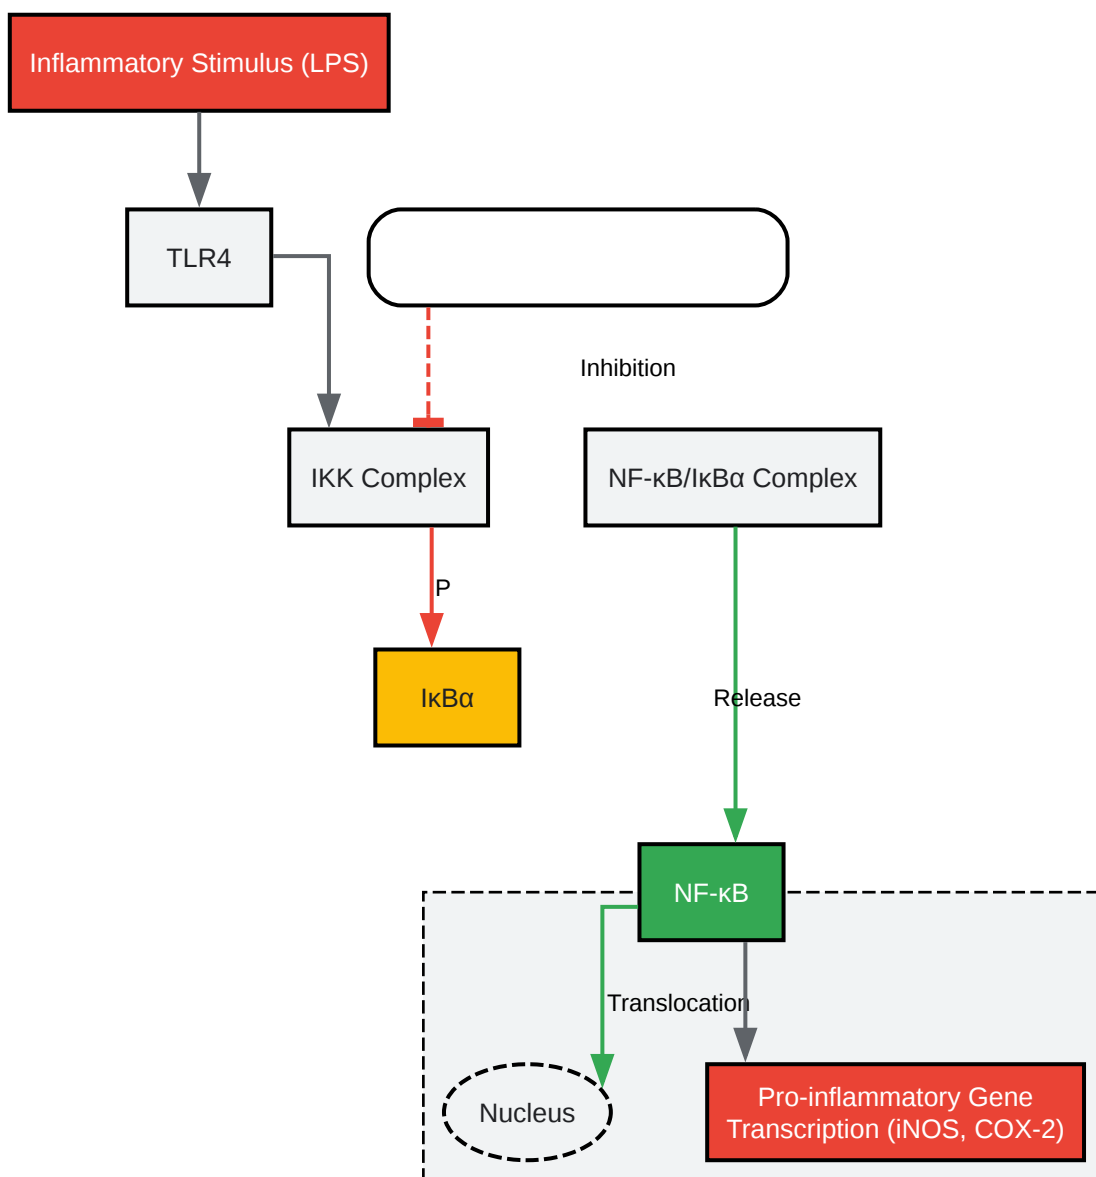 Inflammatory Stimulus (LPS)
TLR4
Inhibition
IKK Complex
NF-κB/IκBα Complex
P
IκBα
Release
NF-κB
Translocation
Nucleus
Pro-inflammatory Gene
Transcription (iNOS, COX-2)